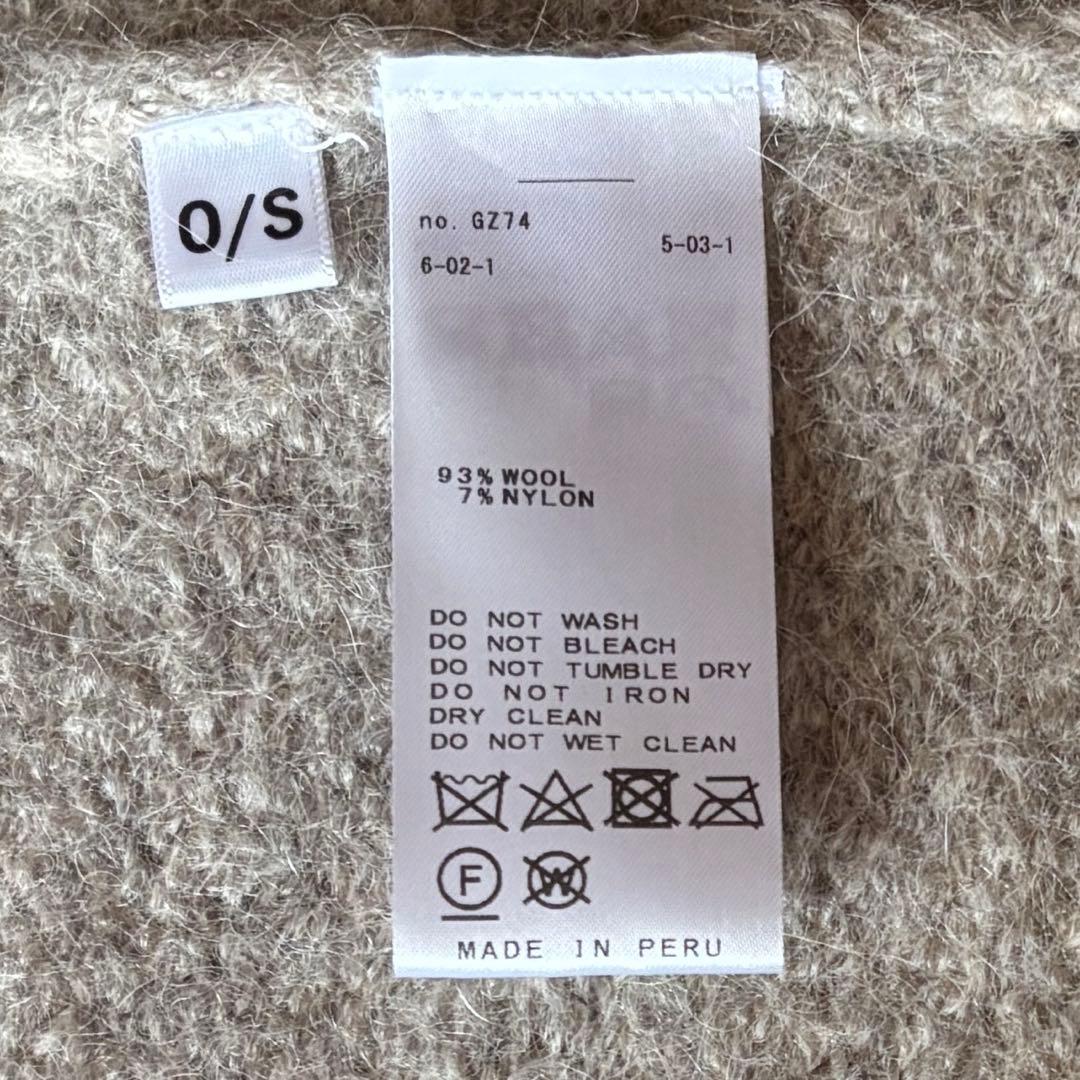 O/S
no. GZ74
5-03-1
6-02-1
93% WOOL
7% NYLON
DO NOT WASH
DO NOT BLEACH
DO NOT TUMBLE DRY
DO NOT IRON
DRY CLEAN
DO NOT WET CLEAN
F W
MADE IN PERU